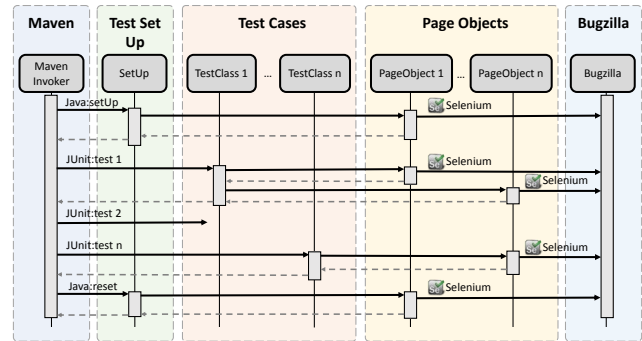 Maven
Test Set
Up
Test Cases
Page Objects
Bugzilla
Maven
Invoker
SetUp
TestClass 1
...
TestClass n
PageObject 1
...
PageObject n
Bugzilla
Java:setUp
Selenium
JUnit:test 1
Selenium
Selenium
JUnit:test 2
JUnit:test n
Selenium
Java:reset
Selenium